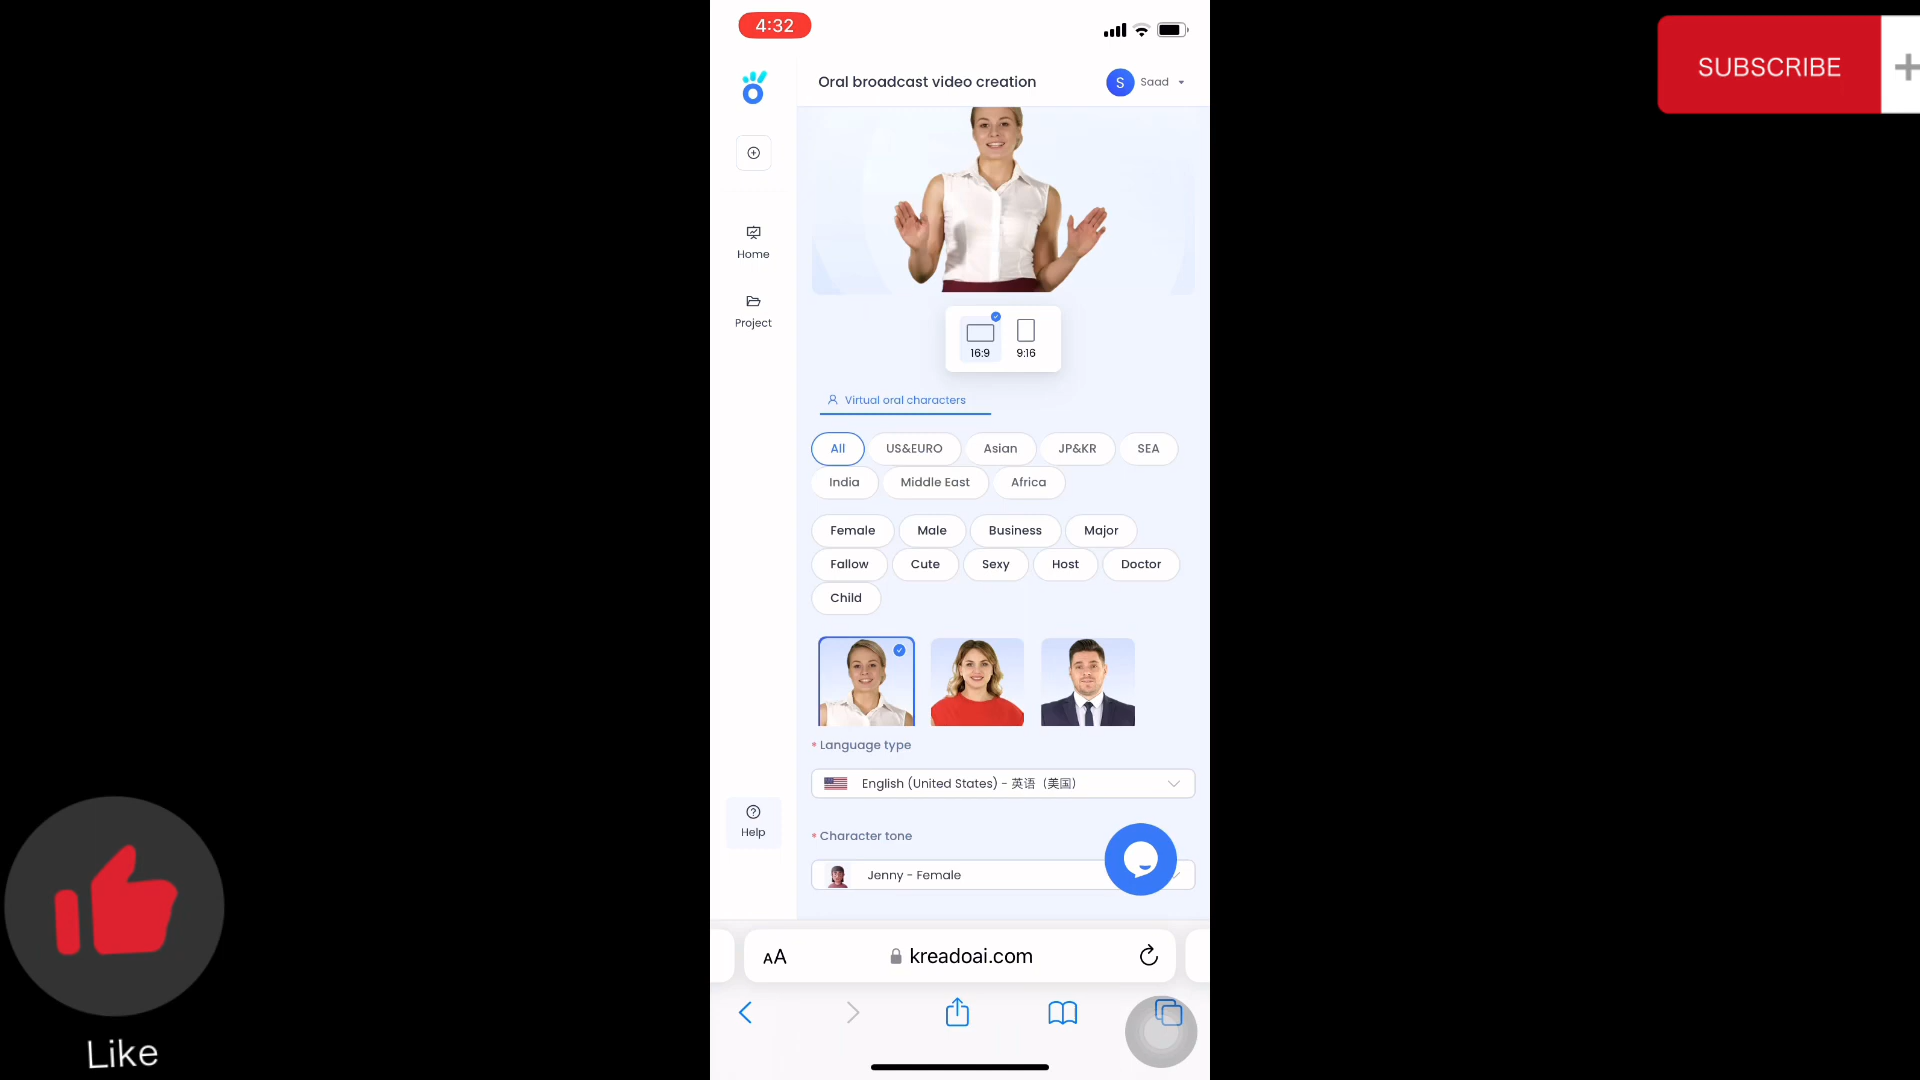 4:32
SUBSCRIBE +
Oral broadcast video creation
S Saad
Home
Project
16:9 9:16
Virtual oral characters
All US&EURO Asian JP&KR SEA
India Middle East Africa
Female Male Business Major
Fallow Cute Sexy Host Doctor
Child
* Language type
English (United States) - 英语（美国）
Help
* Character tone
Jenny - Female
AA kreadoai.com
Like